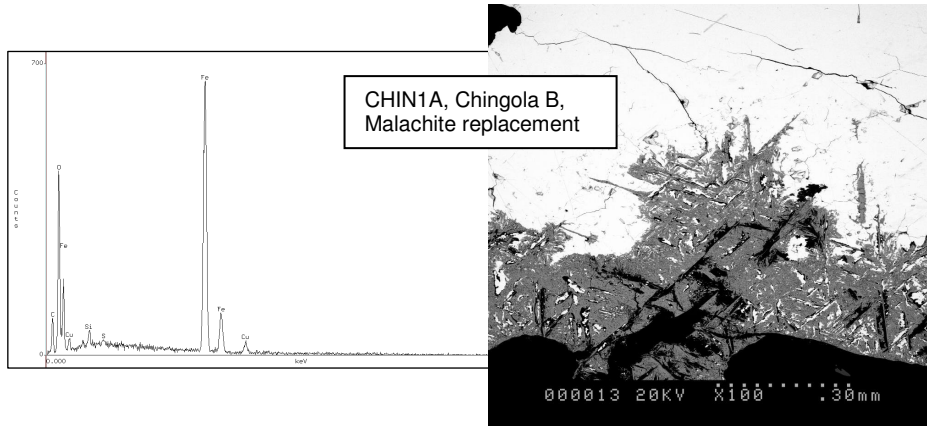 700
Counts
O
Fe
C
Cu
Si
S
Fe
Fe
Cu
0
0.000
keV
CHIN1A, Chingola B,
Malachite replacement
000013 20KV X100 .30mm